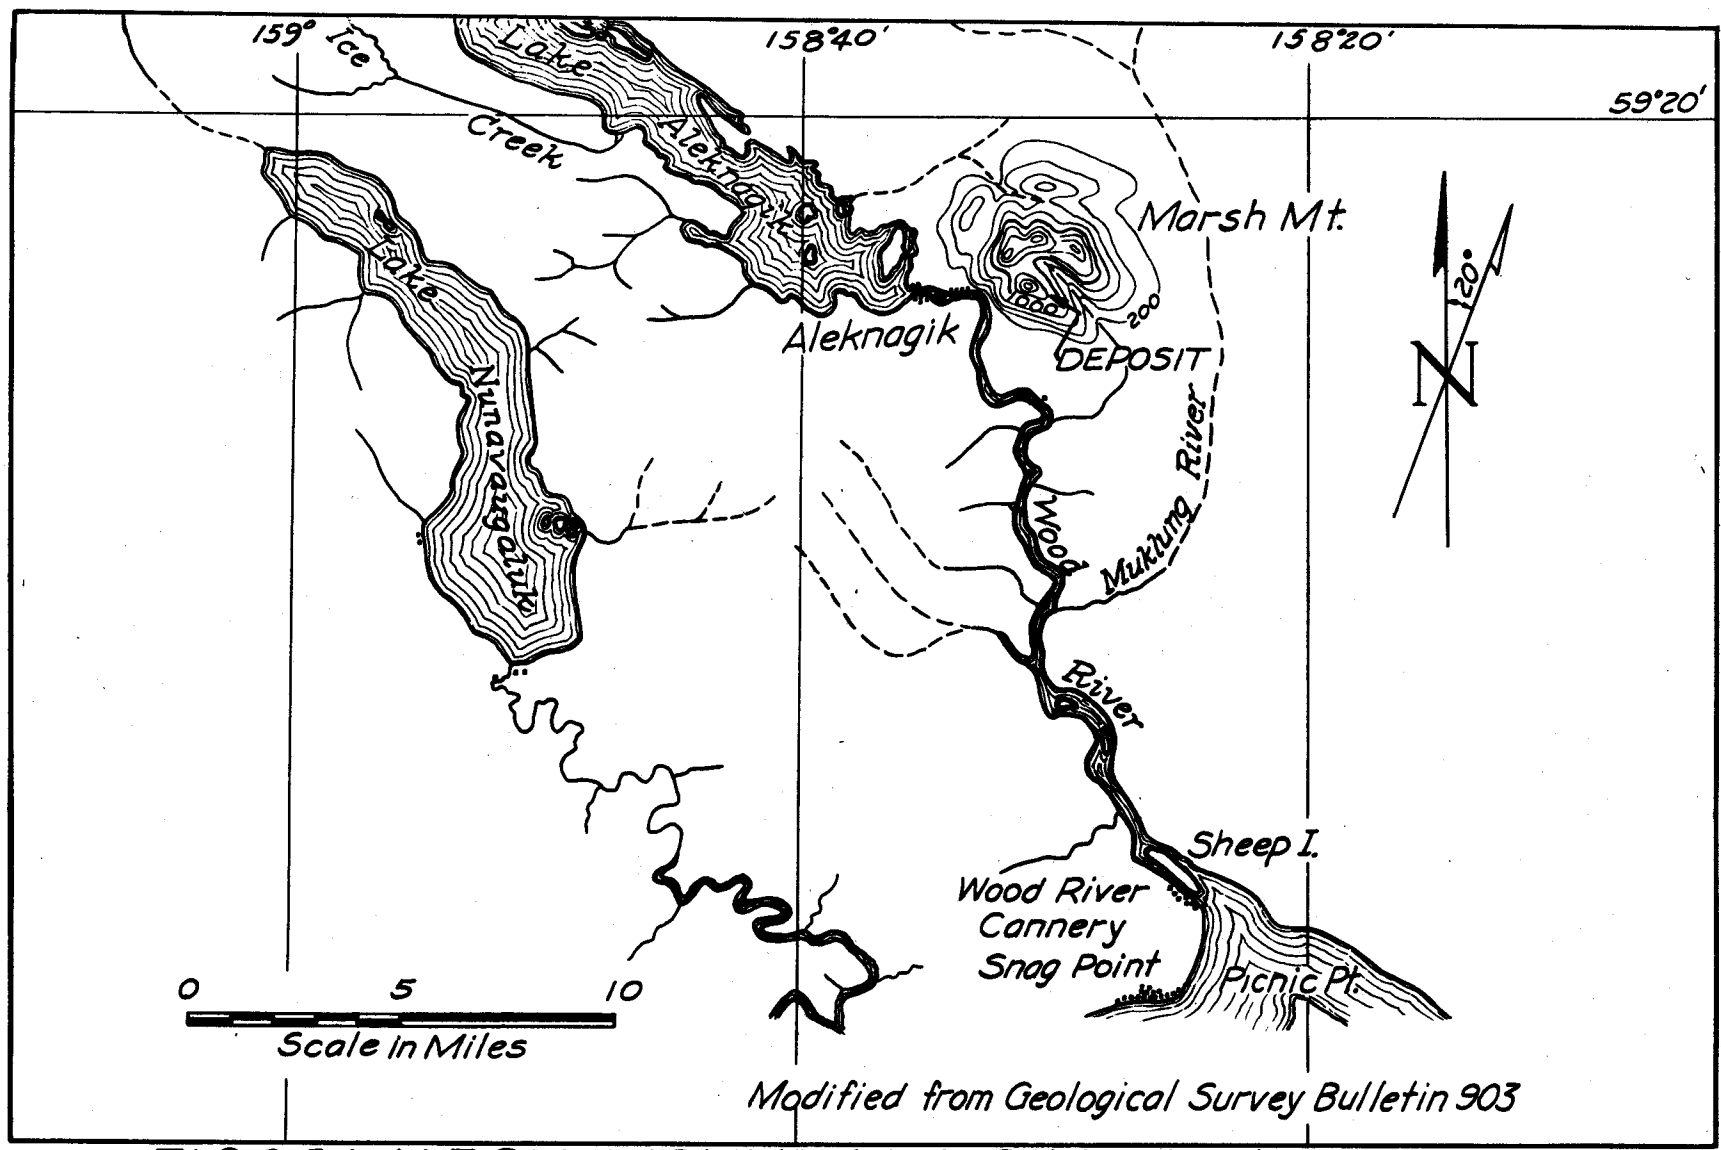 159°
158°40'
158°20'
59°20'
Ice
Creek
Lake
Aleknagik
Marsh Mt.
Lake
Nunavaugaluk
Aleknagik
1000
200
DEPOSIT
20°
N
Muklung River
Wood
River
Sheep I.
Wood River
Cannery
Snag Point
Picnic Pt.
0 5 10
Scale in Miles
Modified from Geological Survey Bulletin 903